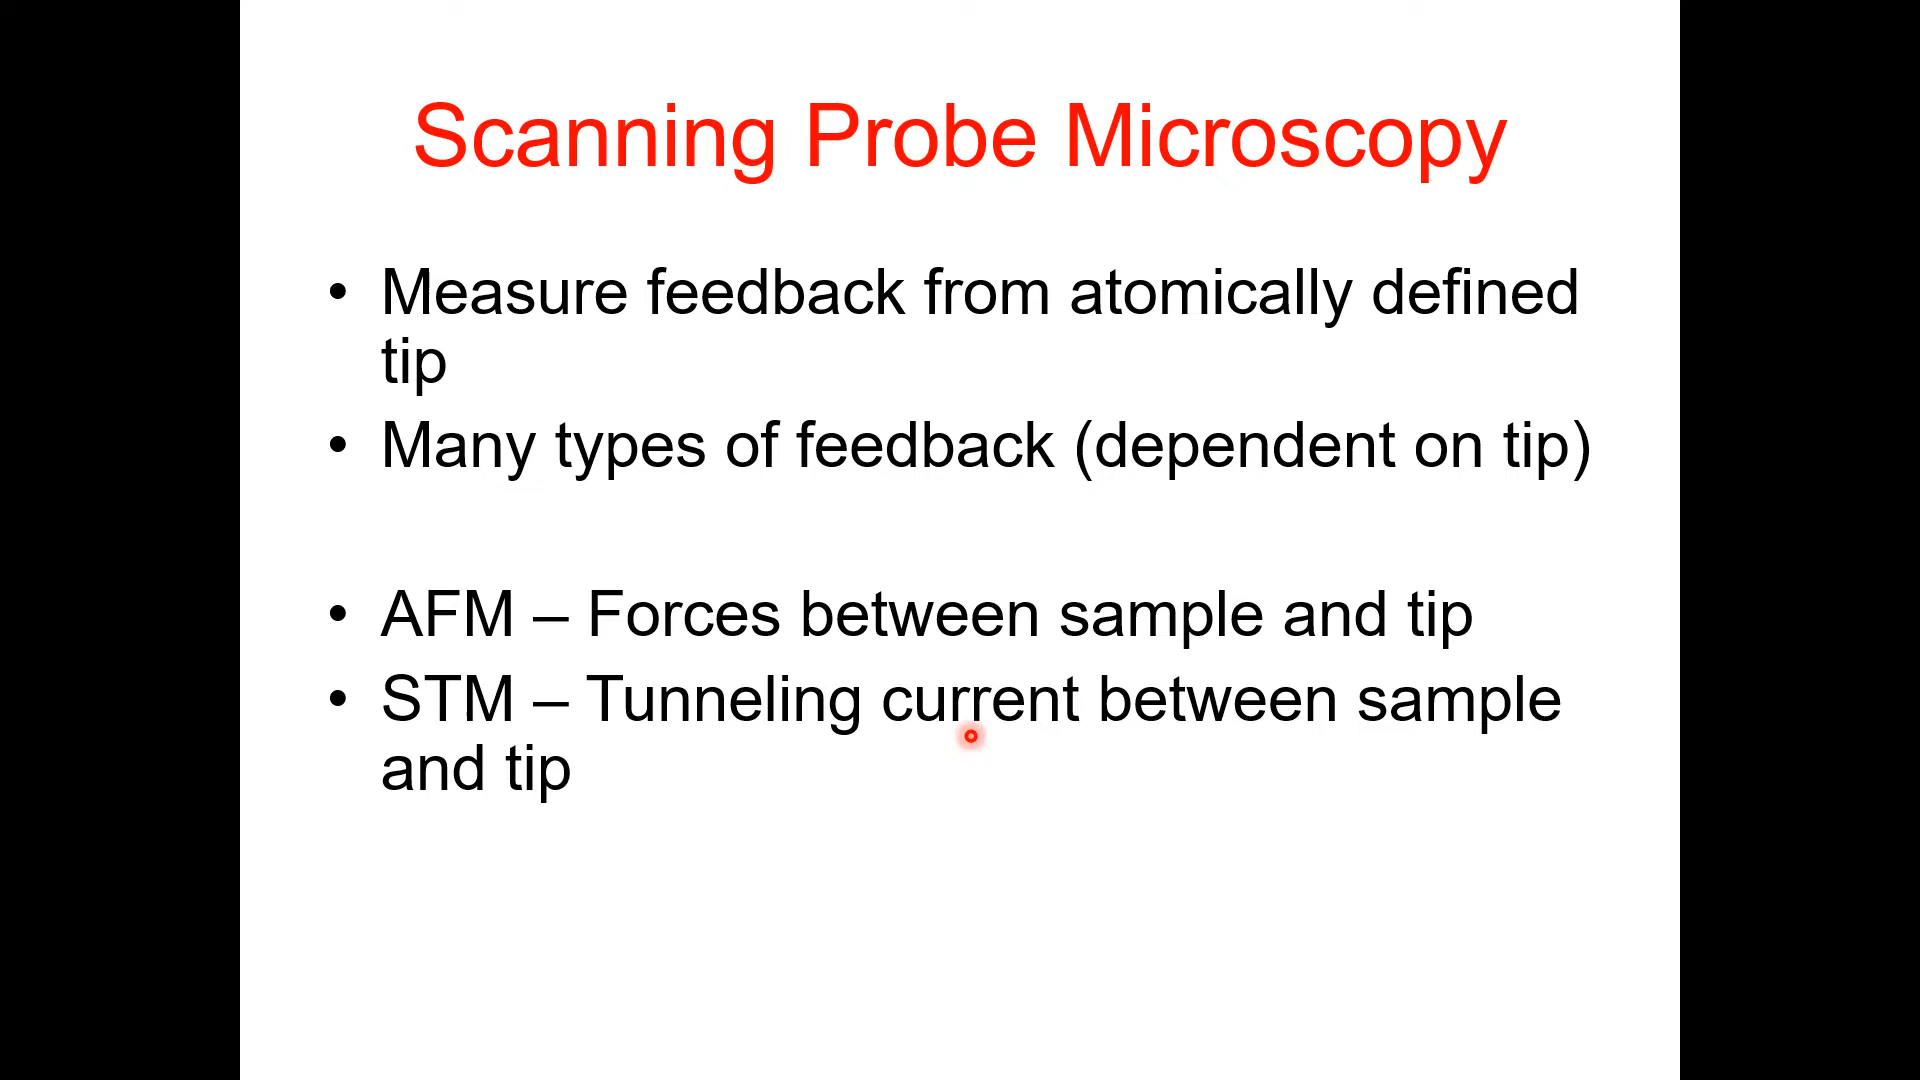 Scanning Probe Microscopy
• Measure feedback from atomically defined
tip
• Many types of feedback (dependent on tip)
• AFM – Forces between sample and tip
• STM – Tunneling current between sample
and tip